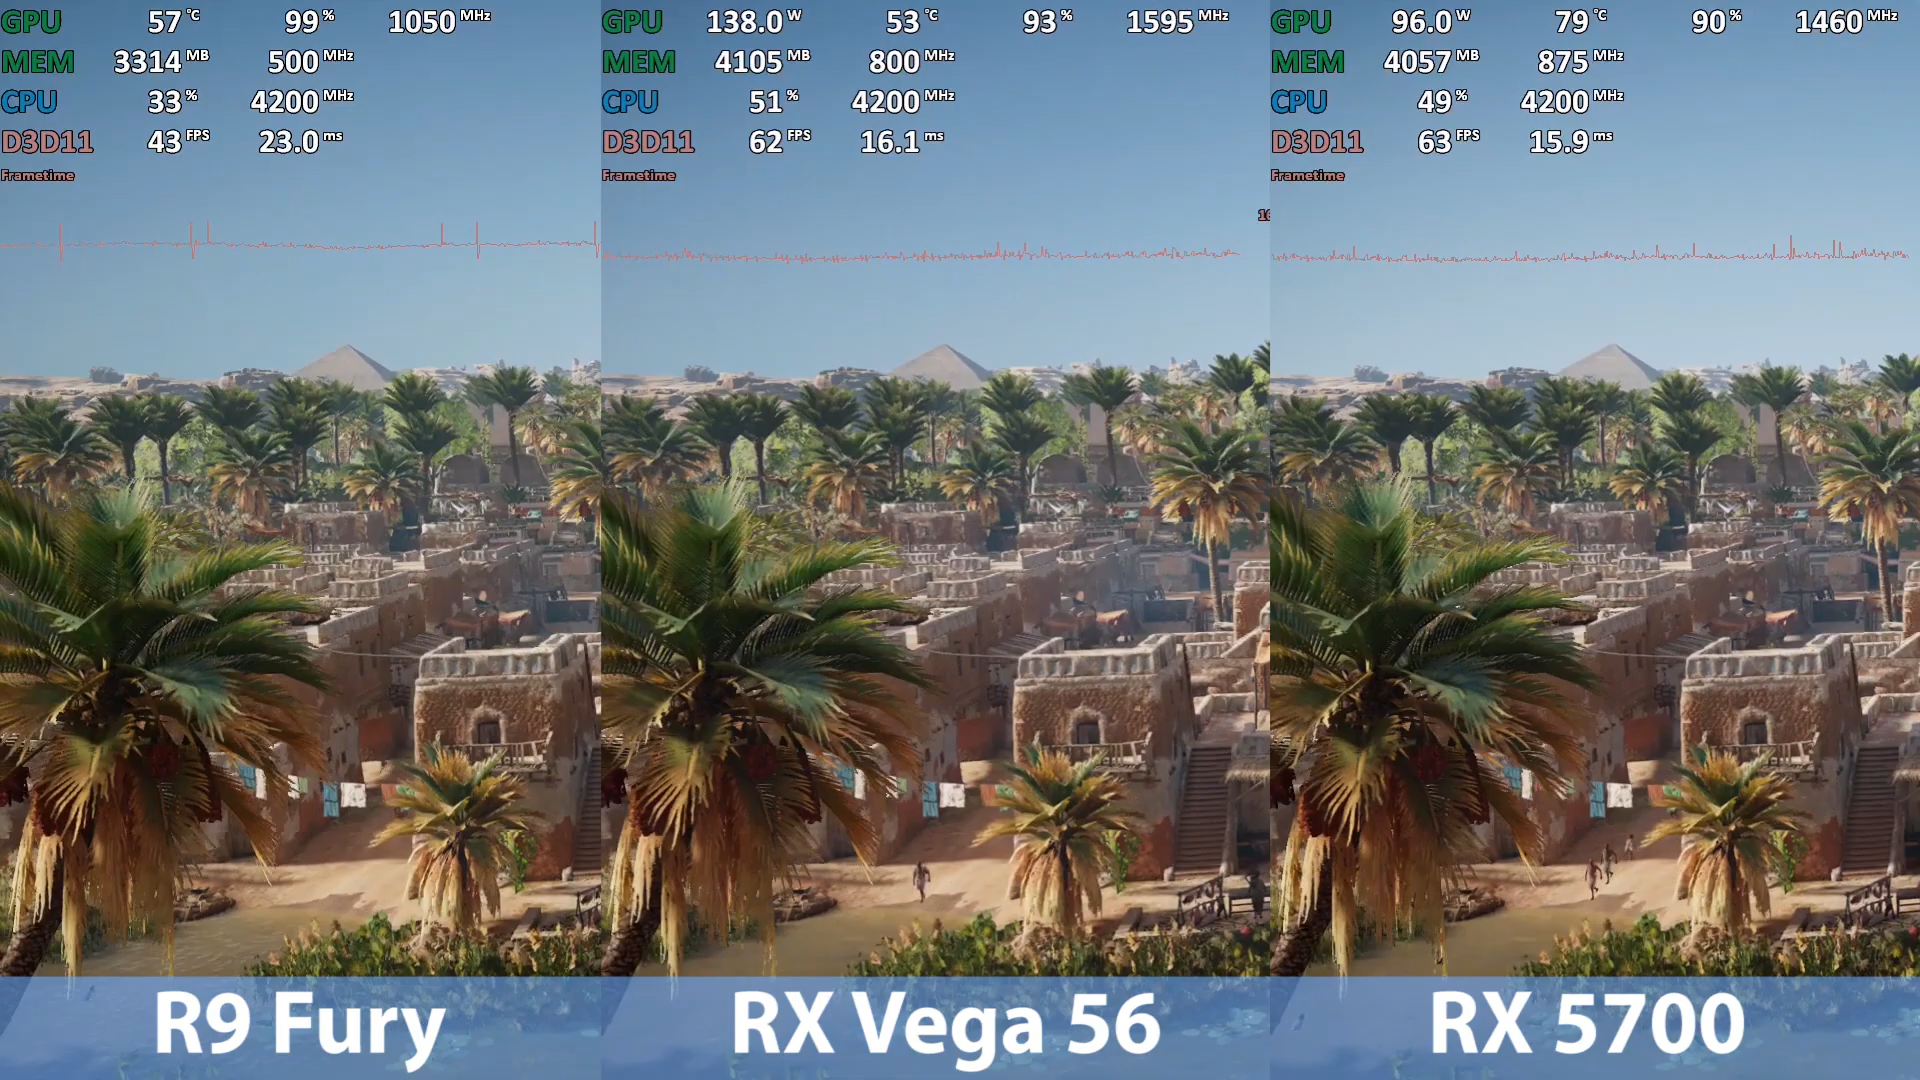 GPU 57 °C 99 % 1050 MHz
MEM 3314 MB 500 MHz
CPU 33 % 4200 MHz
D3D11 43 FPS 23.0 ms
Frametime
GPU 138.0 W 53 °C 93 % 1595 MHz
MEM 4105 MB 800 MHz
CPU 51 % 4200 MHz
D3D11 62 FPS 16.1 ms
Frametime
GPU 96.0 W 79 °C 90 % 1460 MHz
MEM 4057 MB 875 MHz
CPU 49 % 4200 MHz
D3D11 63 FPS 15.9 ms
Frametime
R9 Fury
RX Vega 56
RX 5700